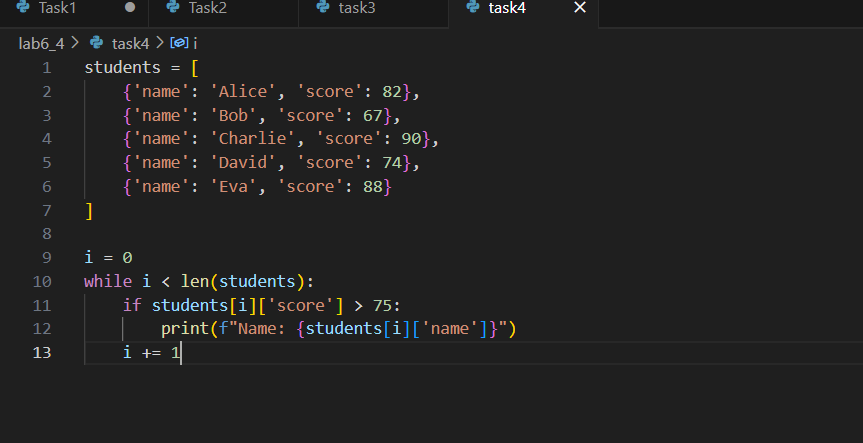 Task1 Task2 task3 task4
lab6_4 > task4 > i
1 students = [
2     {'name': 'Alice', 'score': 82},
3     {'name': 'Bob', 'score': 67},
4     {'name': 'Charlie', 'score': 90},
5     {'name': 'David', 'score': 74},
6     {'name': 'Eva', 'score': 88}
7 ]
8
9 i = 0
10 while i < len(students):
11     if students[i]['score'] > 75:
12         print(f"Name: {students[i]['name']}")
13     i += 1